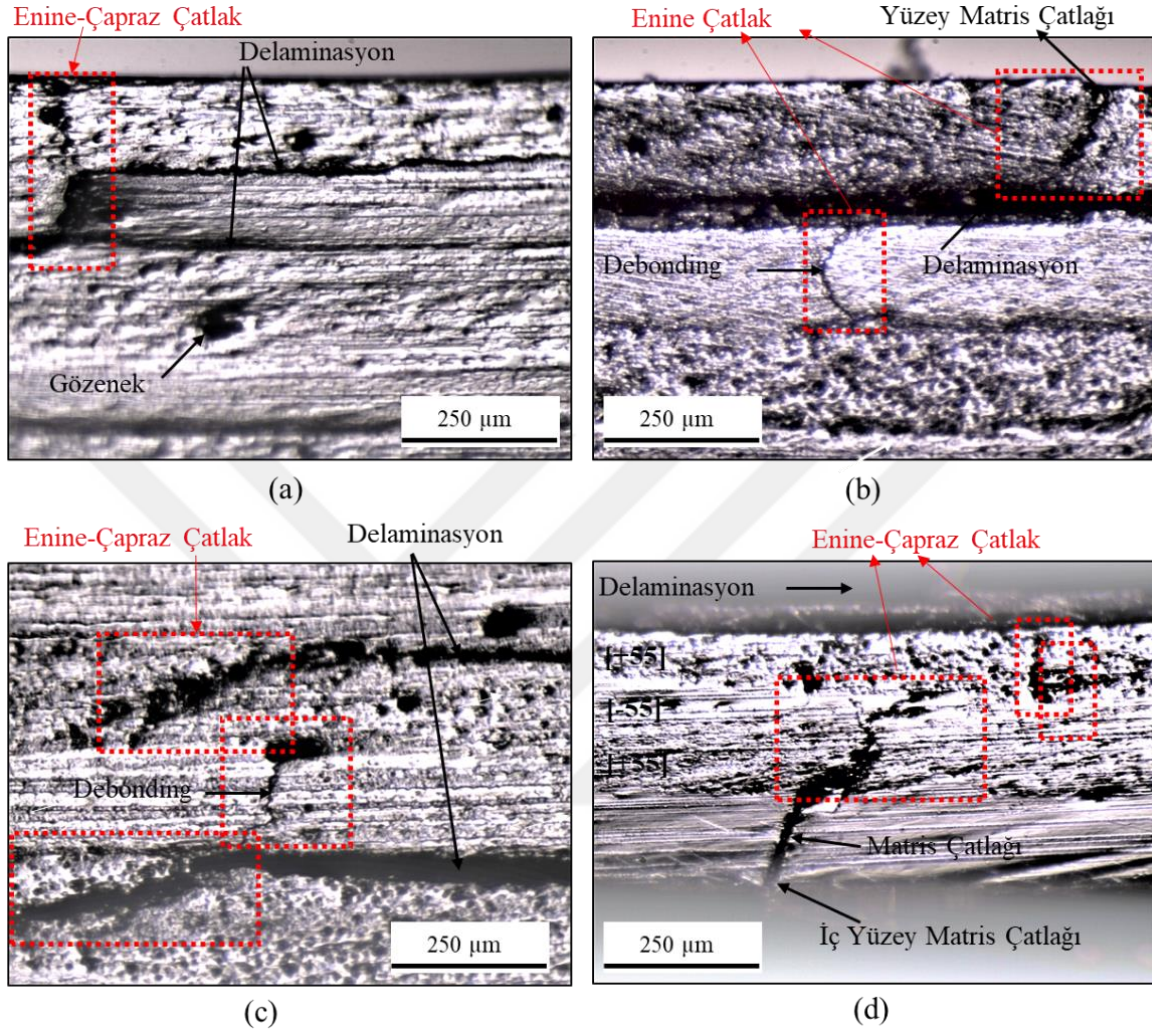 Enine-Çapraz Çatlak
Delaminasyon
Gözenek
250 µm
(a)
Enine Çatlak
Yüzey Matris Çatlağı
Debonding
Delaminasyon
250 µm
(b)
Enine-Çapraz Çatlak
Delaminasyon
Debonding
250 µm
(c)
Enine-Çapraz Çatlak
Delaminasyon
[+55]
[-55]
[+55]
Matris Çatlağı
İç Yüzey Matris Çatlağı
250 µm
(d)